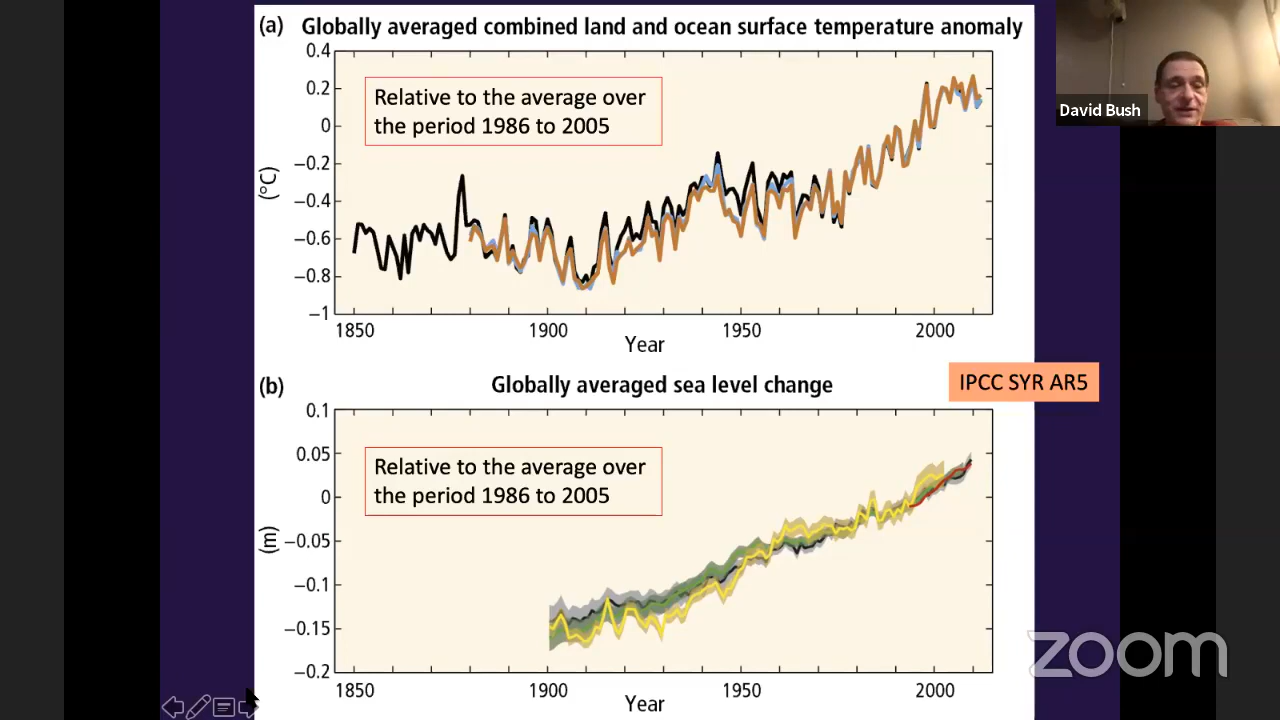 (a) Globally averaged combined land and ocean surface temperature anomaly
0.4
0.2
0
−0.2
−0.4
−0.6
−0.8
−1
(°C)
Relative to the average over
the period 1986 to 2005
1850 1900 1950 2000
Year
David Bush
(b) Globally averaged sea level change
IPCC SYR AR5
0.1
0.05
0
−0.05
−0.1
−0.15
−0.2
(m)
Relative to the average over
the period 1986 to 2005
1850 1900 1950 2000
Year
zoom